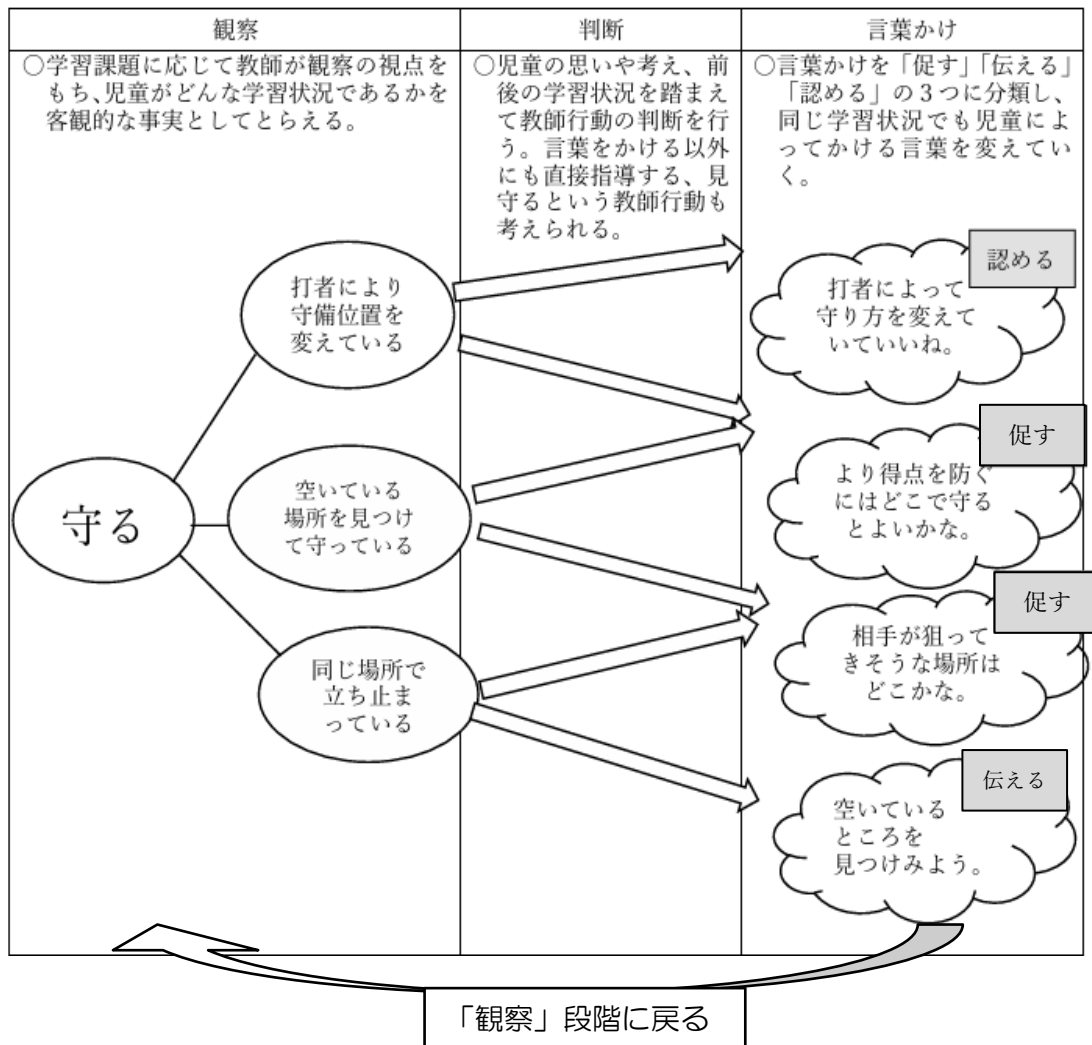 観察
○学習課題に応じて教師が観察の視点を
もち、児童がどんな学習状況であるかを
客観的な事実としてとらえる。
判断
○児童の思いや考え、前
後の学習状況を踏まえ
て教師行動の判断を行
う。言葉をかける以外
にも直接指導する、見
守るという教師行動も
考えられる。
言葉かけ
○言葉かけを「促す」「伝える」
「認める」の3つに分類し、
同じ学習状況でも児童によ
ってかける言葉を変えてい
く。
守る
打者により
守備位置を
変えている
空いている
場所を見つけ
て守っている
同じ場所で
立ち止ま
っている
認める
打者によって
守り方を変えて
いていいね。
促す
より得点を防ぐ
にはどこで守る
とよいかな。
促す
相手が狙って
きそうな場所は
どこかな。
伝える
空いている
ところを
見つけみよう。
「観察」段階に戻る